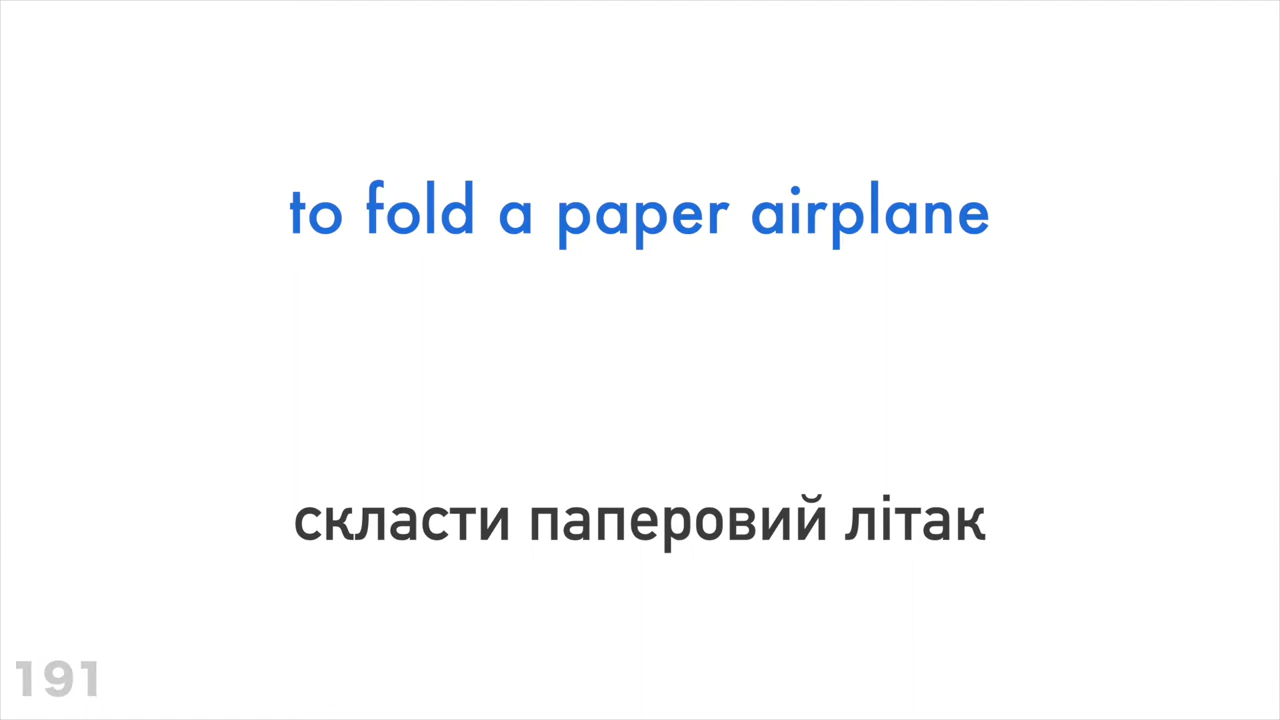 to fold a paper airplane
скласти паперовий літак
191